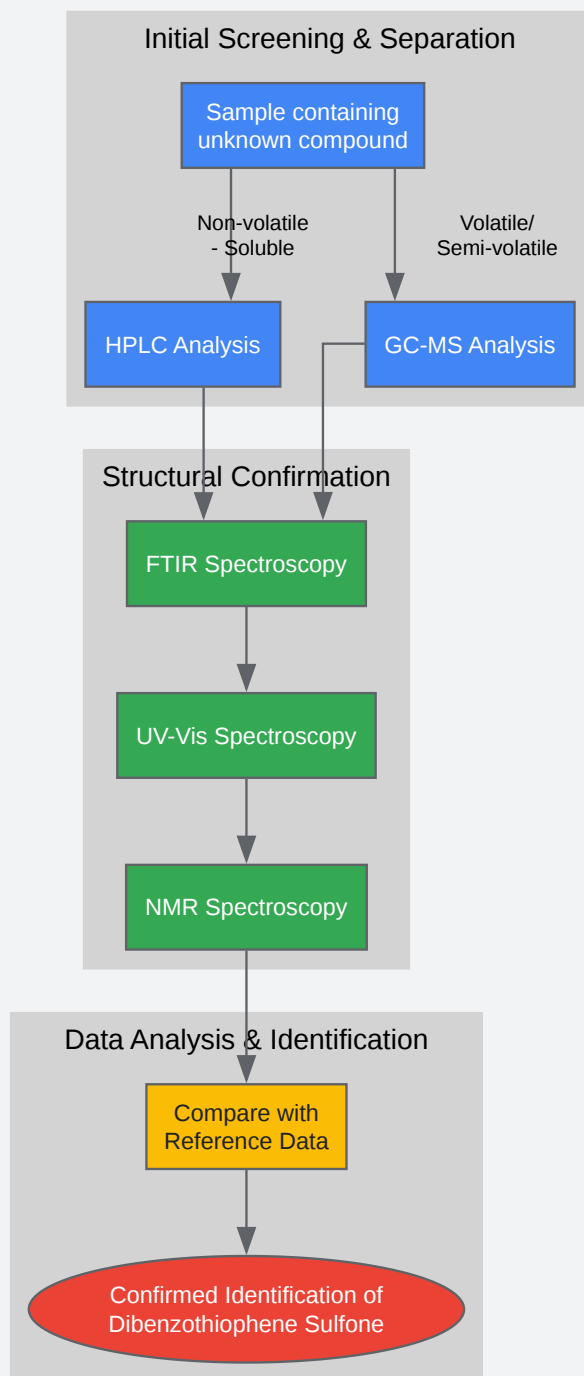 Initial Screening & Separation
Sample containing
unknown compound
Non-volatile
- Soluble
Volatile/
Semi-volatile
HPLC Analysis
GC-MS Analysis
Structural Confirmation
FTIR Spectroscopy
UV-Vis Spectroscopy
NMR Spectroscopy
Data Analysis & Identification
Compare with
Reference Data
Confirmed Identification of
Dibenzothiophene Sulfone